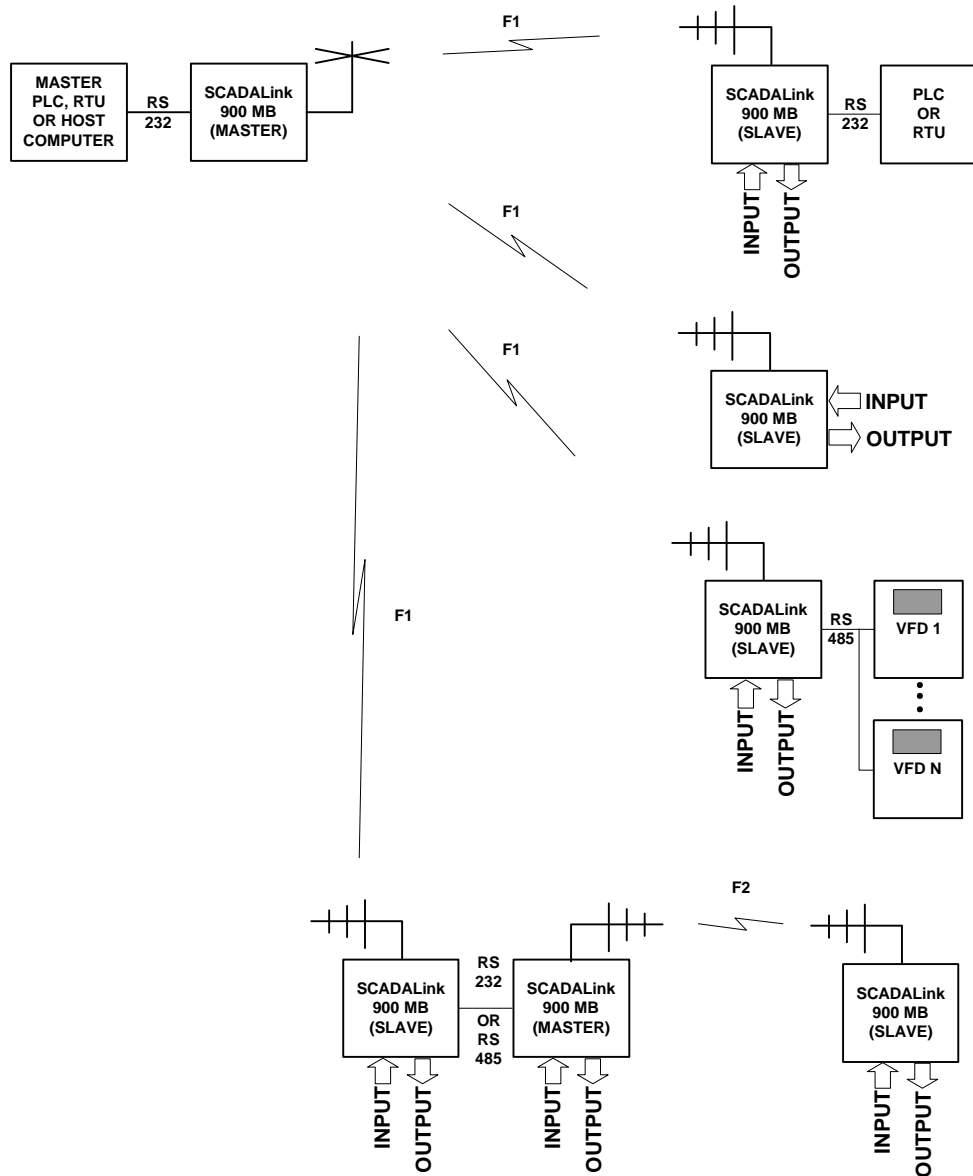 F1
MASTER
PLC, RTU
OR HOST
COMPUTER
RS
232
SCADALink
900 MB
(MASTER)
SCADALink
900 MB
(SLAVE)
RS
232
PLC
OR
RTU
INPUT
OUTPUT
F1
F1
SCADALink
900 MB
(SLAVE)
INPUT
OUTPUT
F1
SCADALink
900 MB
(SLAVE)
RS
485
VFD 1
INPUT
OUTPUT
VFD N
F2
SCADALink
900 MB
(SLAVE)
RS
232
OR
RS
485
SCADALink
900 MB
(MASTER)
SCADALink
900 MB
(SLAVE)
INPUT
OUTPUT
INPUT
OUTPUT
INPUT
OUTPUT